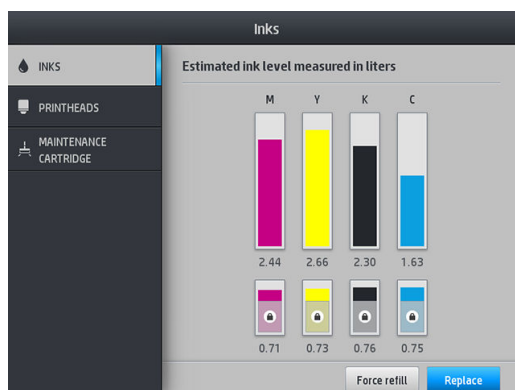 Inks
INKS
PRINTHEADS
MAINTENANCE
CARTRIDGE
Estimated ink level measured in liters
M Y K C
2.44 2.66 2.30 1.63
0.71 0.73 0.76 0.75
Force refill Replace